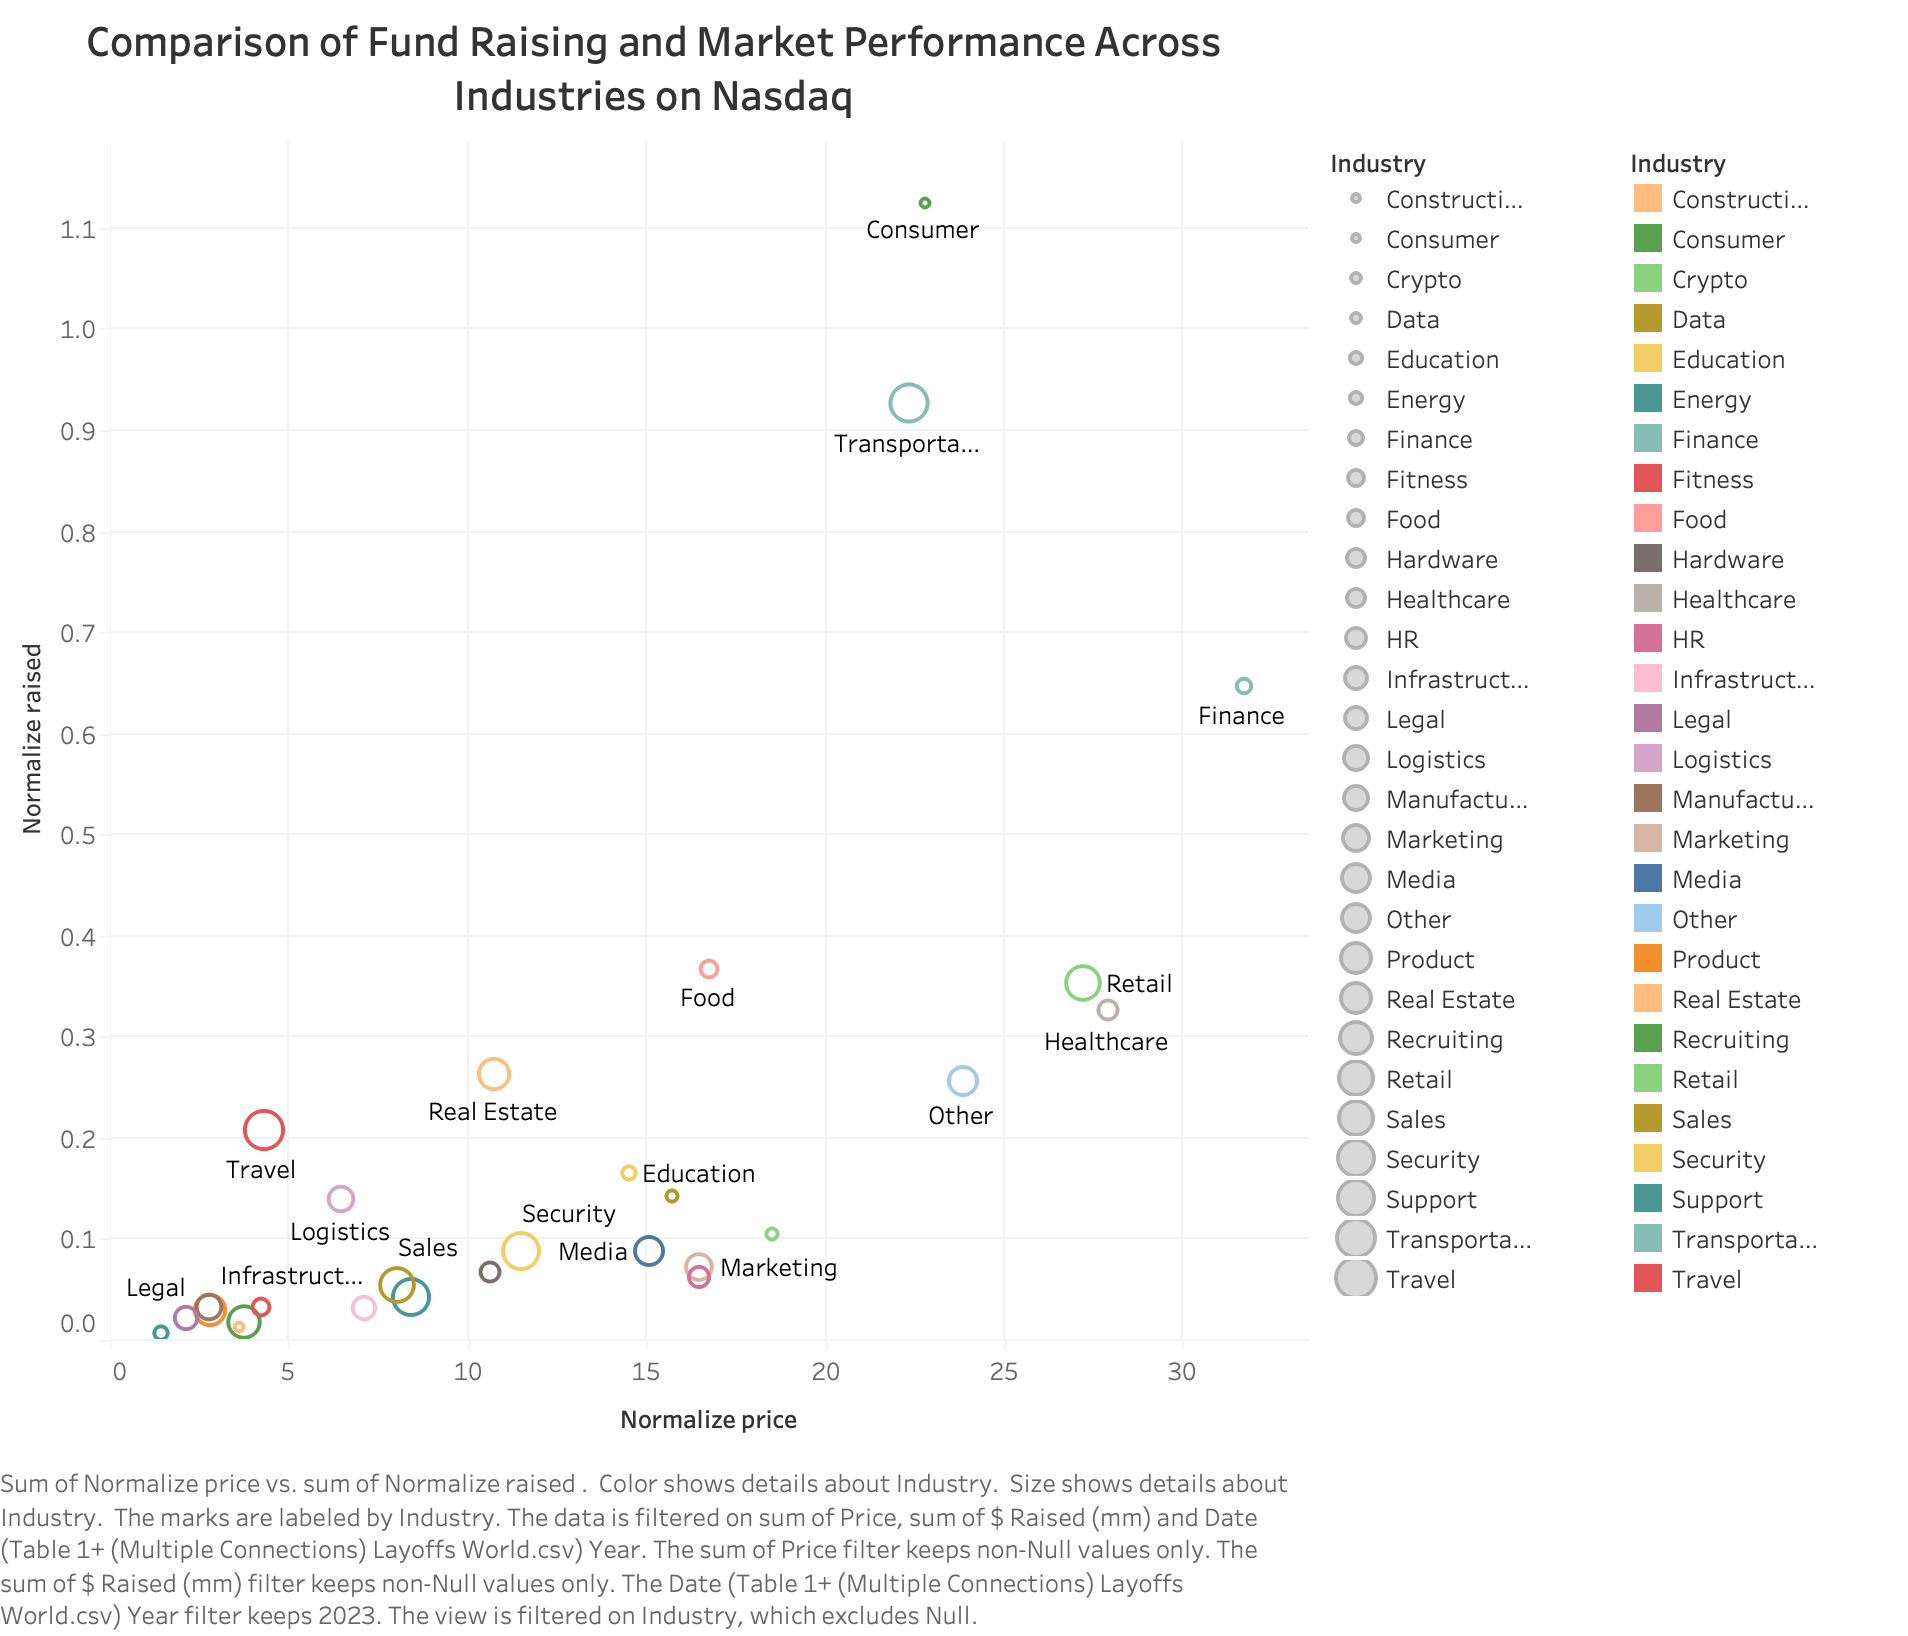 Comparison of Fund Raising and Market Performance Across
Industries on Nasdaq
Normalize raised
1.1
1.0
0.9
0.8
0.7
0.6
0.5
0.4
0.3
0.2
0.1
0.0
Consumer
Transporta...
Finance
Food
Retail
Healthcare
Real Estate
Other
Travel
Education
Logistics
Security
Sales
Media
Marketing
Infrastruct...
Legal
0
5
10
15
20
25
30
Normalize price
Industry
Constructi...
Consumer
Crypto
Data
Education
Energy
Finance
Fitness
Food
Hardware
Healthcare
HR
Infrastruct...
Legal
Logistics
Manufactu...
Marketing
Media
Other
Product
Real Estate
Recruiting
Retail
Sales
Security
Support
Transporta...
Travel
Industry
Constructi...
Consumer
Crypto
Data
Education
Energy
Finance
Fitness
Food
Hardware
Healthcare
HR
Infrastruct...
Legal
Logistics
Manufactu...
Marketing
Media
Other
Product
Real Estate
Recruiting
Retail
Sales
Security
Support
Transporta...
Travel
Sum of Normalize price vs. sum of Normalize raised .  Color shows details about Industry.  Size shows details about
Industry.  The marks are labeled by Industry. The data is filtered on sum of Price, sum of $ Raised (mm) and Date
(Table 1+ (Multiple Connections) Layoffs World.csv) Year. The sum of Price filter keeps non-Null values only. The
sum of $ Raised (mm) filter keeps non-Null values only. The Date (Table 1+ (Multiple Connections) Layoffs
World.csv) Year filter keeps 2023. The view is filtered on Industry, which excludes Null.